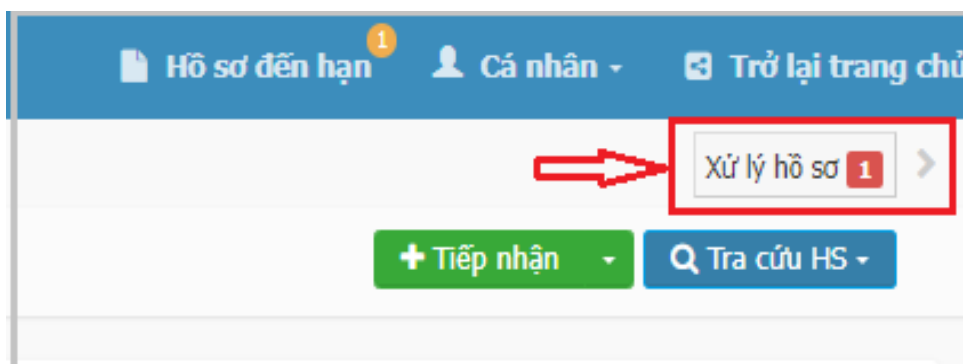 Hồ sơ đến hạn 1 Cá nhân Trở lại trang chủ
Xử lý hồ sơ 1
Tiếp nhận Tra cứu HS